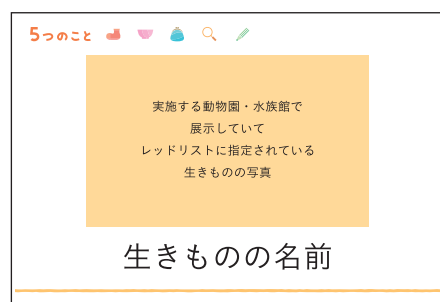 5つのこと
実施する動物園・水族館で
展示していて
レッドリストに指定されている
生きものの写真
生きものの名前